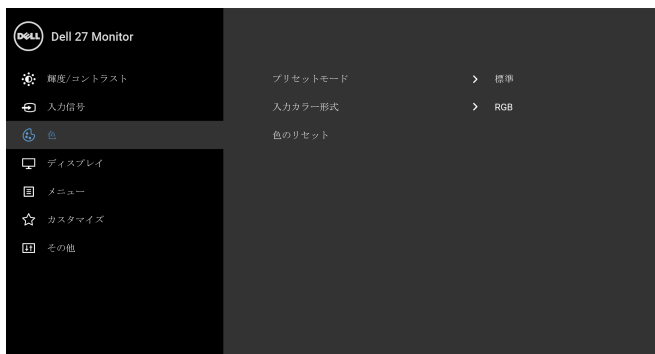 DELL Dell 27 Monitor
輝度/コントラスト
プリセットモード > 標準
入力信号
入力カラー形式 > RGB
色
色のリセット
ディスプレイ
メニュー
カスタマイズ
その他